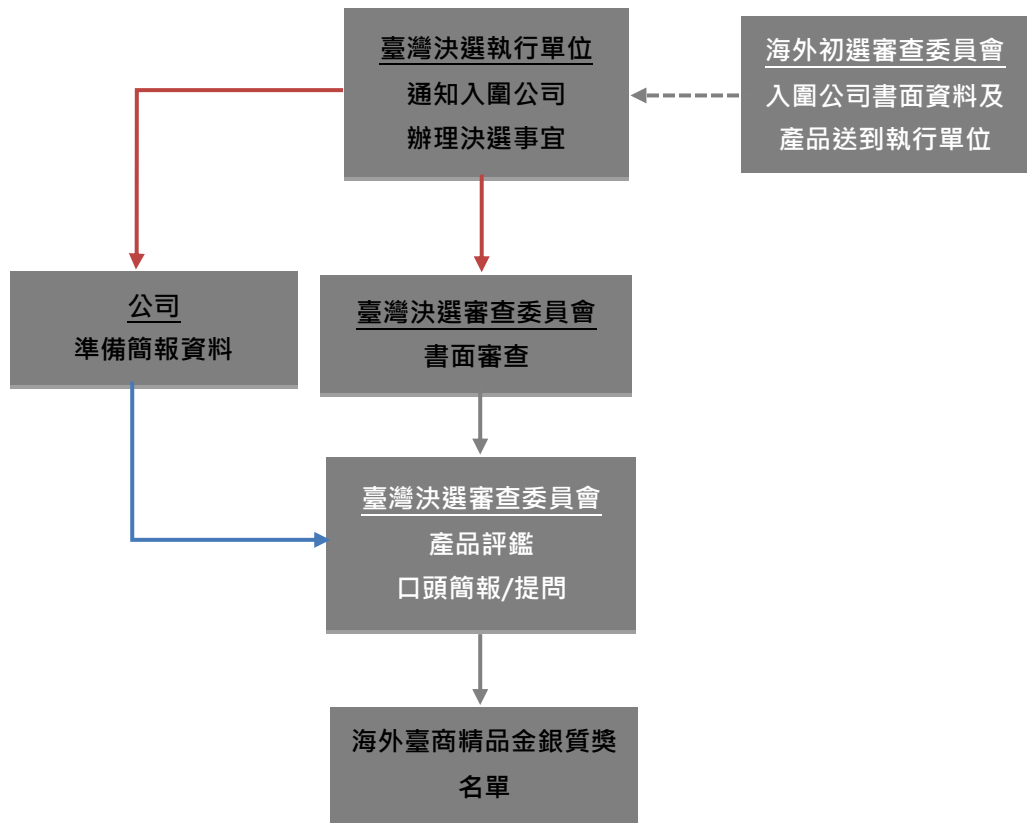 臺灣決選執行單位
通知入圍公司
辦理決選事宜
海外初選審查委員會
入圍公司書面資料及
產品送到執行單位
公司
準備簡報資料
臺灣決選審查委員會
書面審查
臺灣決選審查委員會
產品評鑑
口頭簡報/提問
海外臺商精品金銀質獎
名單